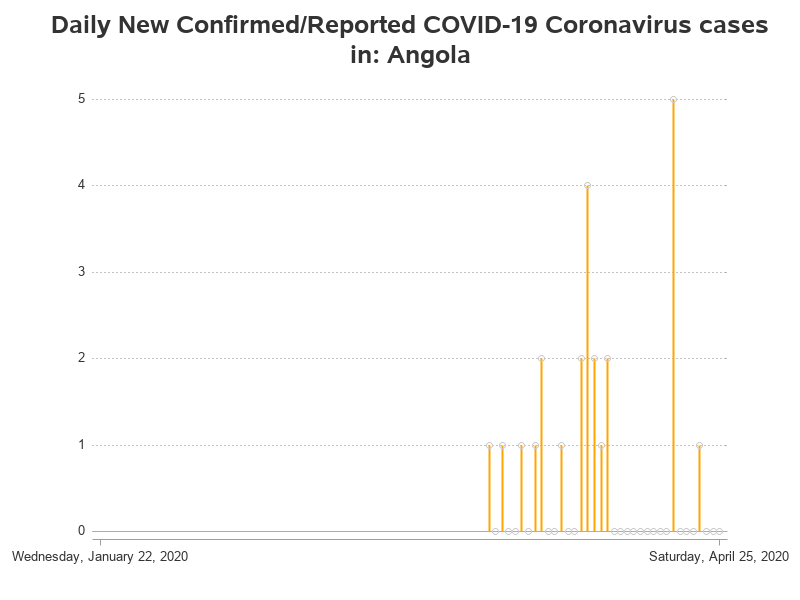 Daily New Confirmed/Reported COVID-19 Coronavirus cases
in: Angola
5
4
3
2
1
0
Wednesday, January 22, 2020
Saturday, April 25, 2020